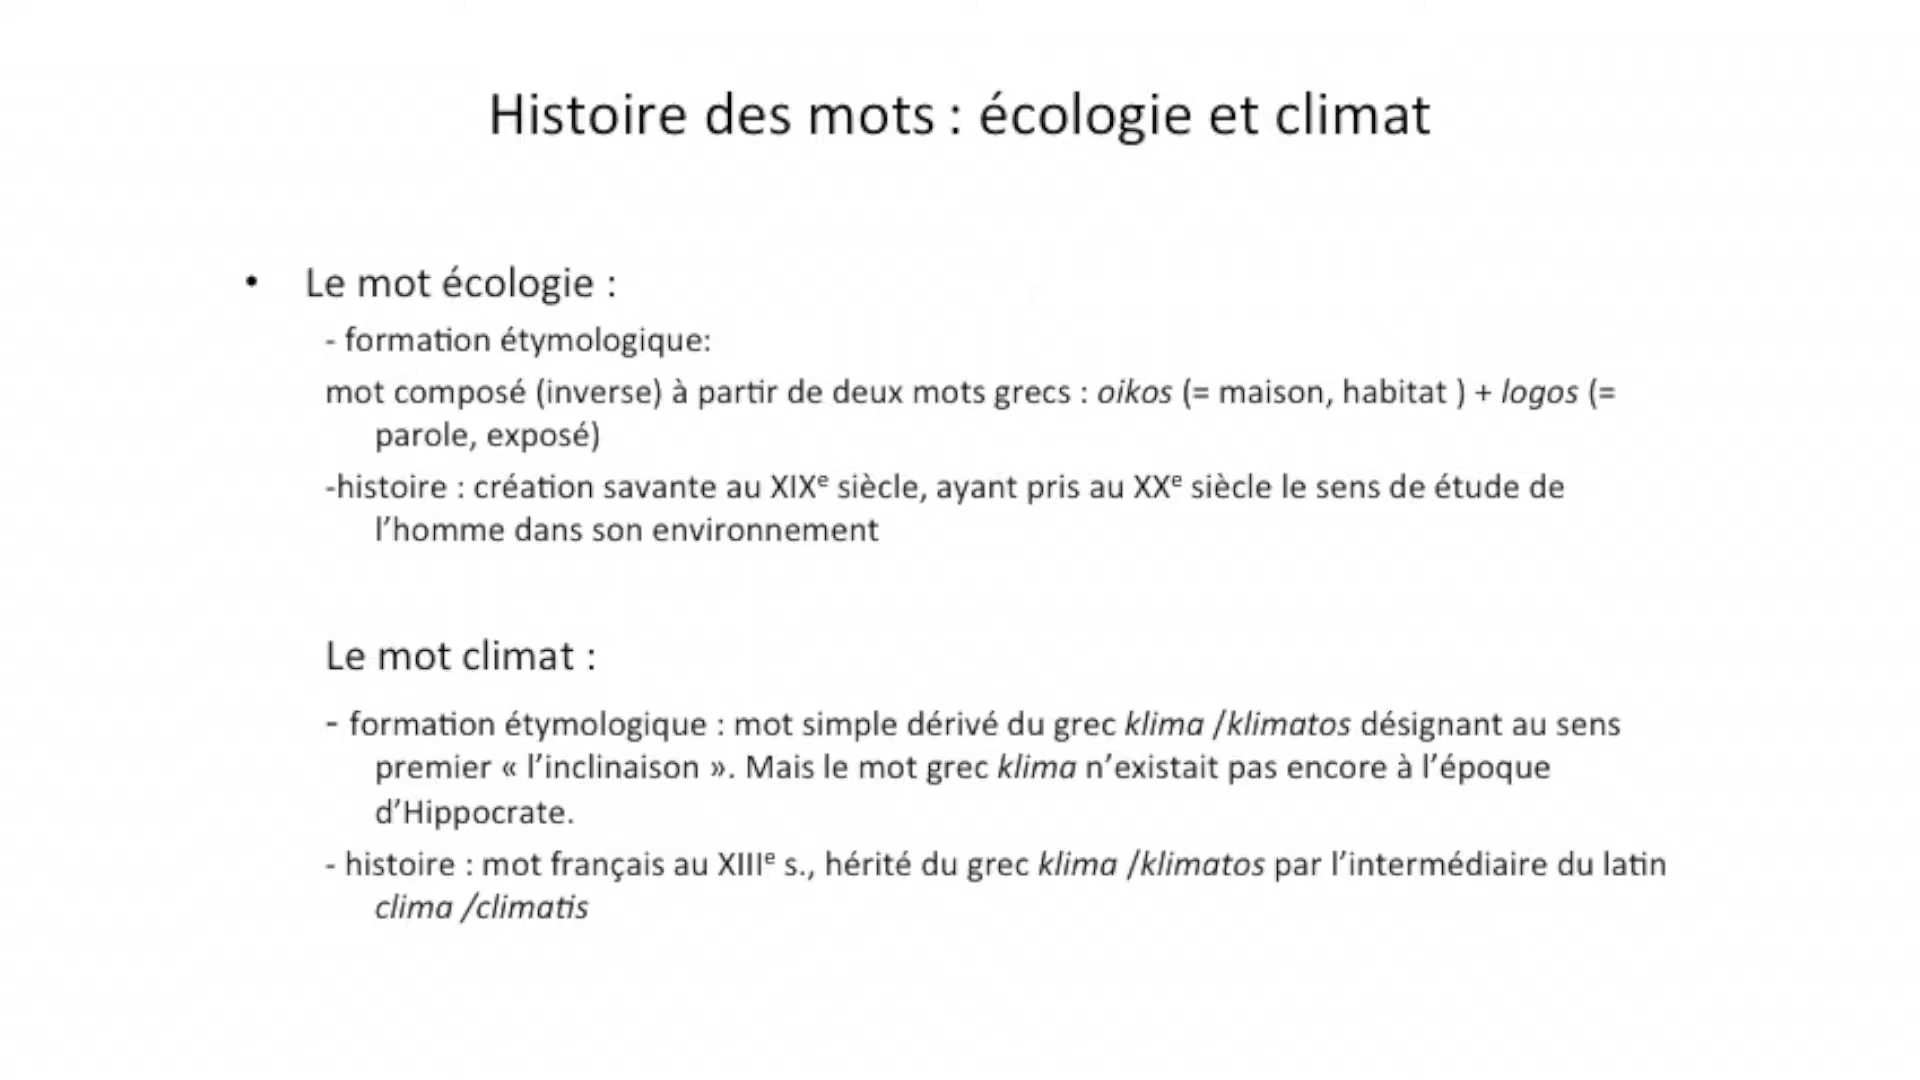 Histoire des mots : écologie et climat
• Le mot écologie :
- formation étymologique:
mot composé (inverse) à partir de deux mots grecs : oikos (= maison, habitat ) + logos (=
parole, exposé)
-histoire : création savante au XIXe siècle, ayant pris au XXe siècle le sens de étude de
l’homme dans son environnement
Le mot climat :
- formation étymologique : mot simple dérivé du grec klima /klimatos désignant au sens
premier « l’inclinaison ». Mais le mot grec klima n’existait pas encore à l’époque
d’Hippocrate.
- histoire : mot français au XIIIe s., hérité du grec klima /klimatos par l’intermédiaire du latin
clima /climatis